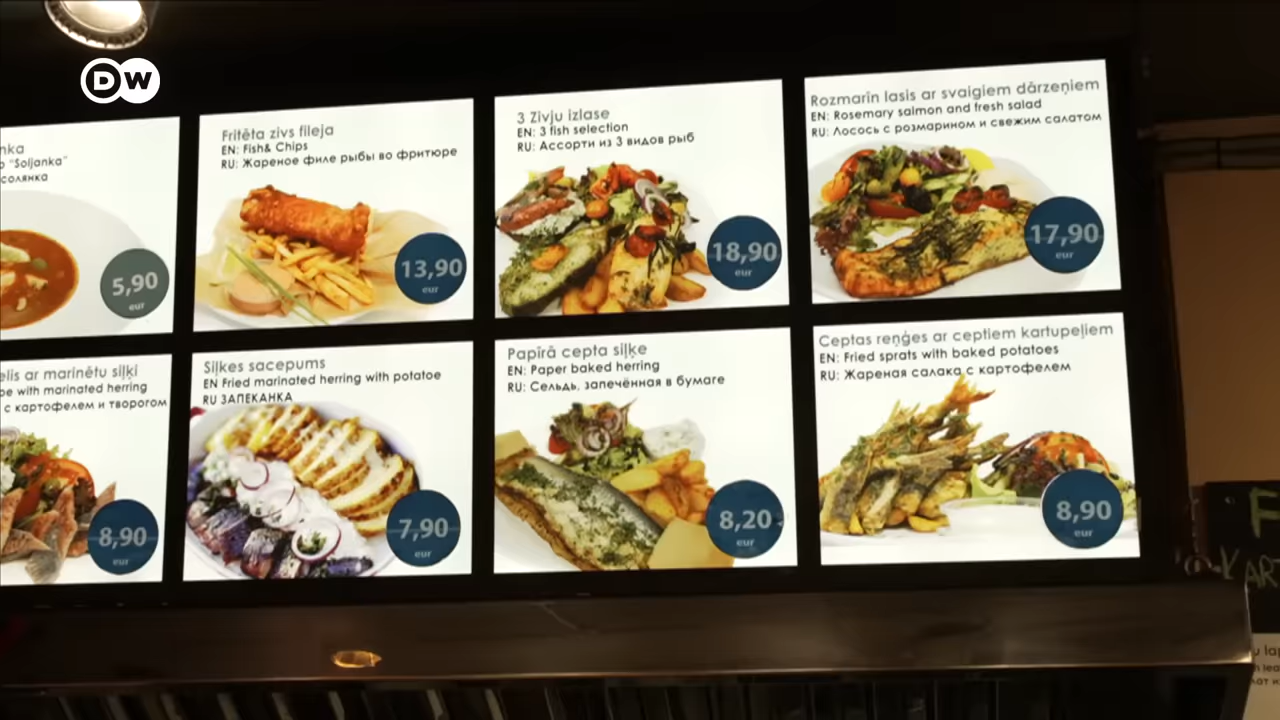 DW
nka
o "Soljanka"
солянка
5,90
eur
Fritēta zivs fileja
EN: Fish& Chips
RU: Жареное филе рыбы во фритюре
13,90
eur
3 Zivju izlase
EN: 3 fish selection
RU: Ассорти из 3 видов рыб
18,90
eur
Rozmarīn lasis ar svaigiem dārzeņiem
EN: Rosemary salmon and fresh salad
RU: Лосось с розмарином и свежим салатом
17,90
eur
elis ar marinētu siļķi
oe with marinated herring
с картофелем и творогом
8,90
eur
Siļķes sacepums
EN Fried marinated herring with potatoe
RU ЗАПЕКАНКА
7,90
eur
Papīrā cepta siļķe
EN: Paper baked herring
RU: Сельдь, запечённая в бумаге
8,20
eur
Ceptas reņģes ar ceptiem kartupeļiem
EN: Fried sprats with baked potatoes
RU: Жареная салака с картофелем
8,90
eur